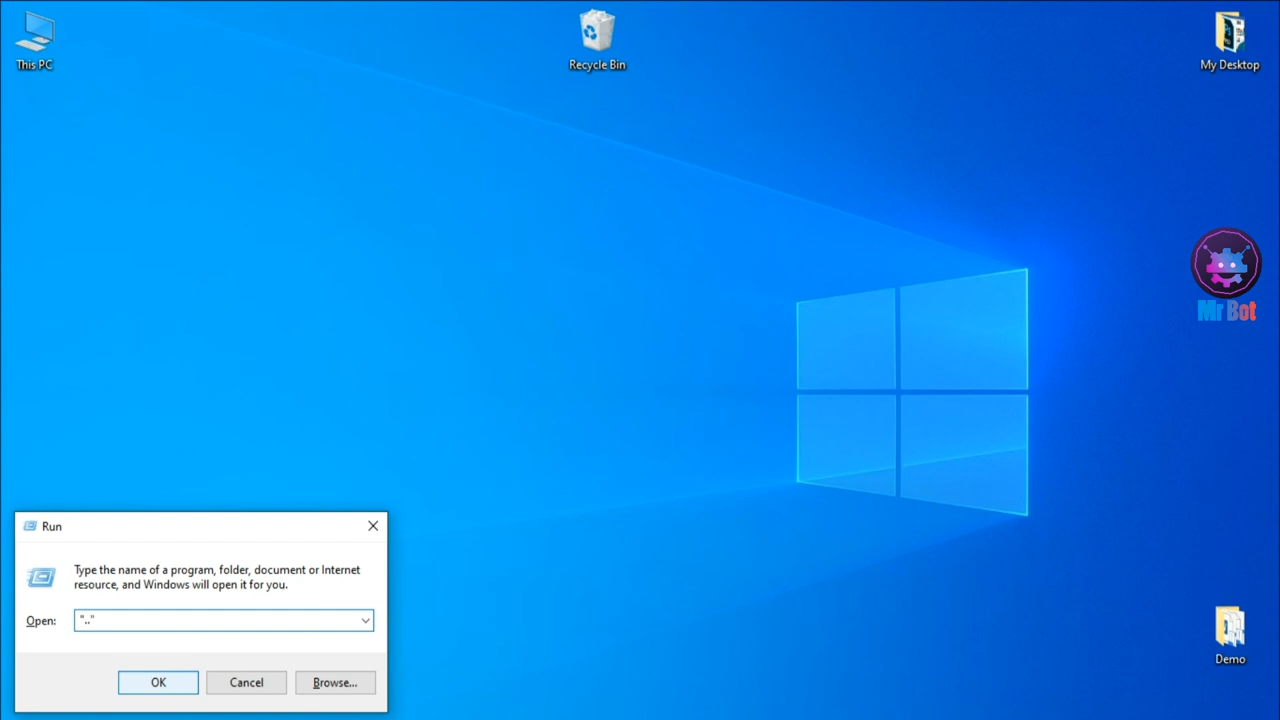 This PC
Recycle Bin
My Desktop
Mr Bot
Run
Type the name of a program, folder, document or Internet
resource, and Windows will open it for you.
Open:
".."
OK
Cancel
Browse...
Demo